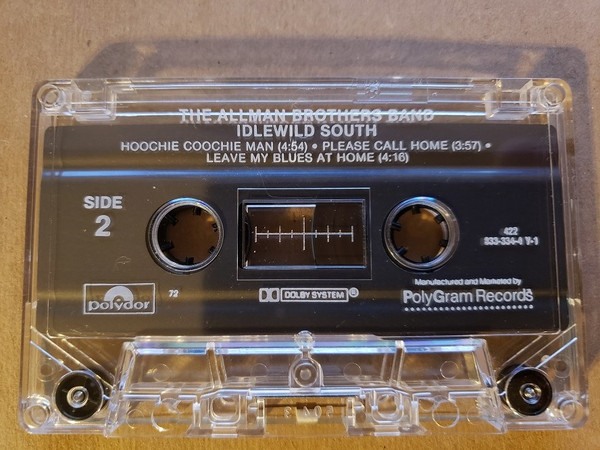 THE ALLMAN BROTHERS BAND
IDLEWILD SOUTH
HOOCHIE COOCHIE MAN (4:54) • PLEASE CALL HOME (3:57) •
LEAVE MY BLUES AT HOME (4:16)
SIDE
2
422
833-334-4 Y-1
polydor
72
DOLBY SYSTEM®
Manufactured and Marketed by
PolyGram Records